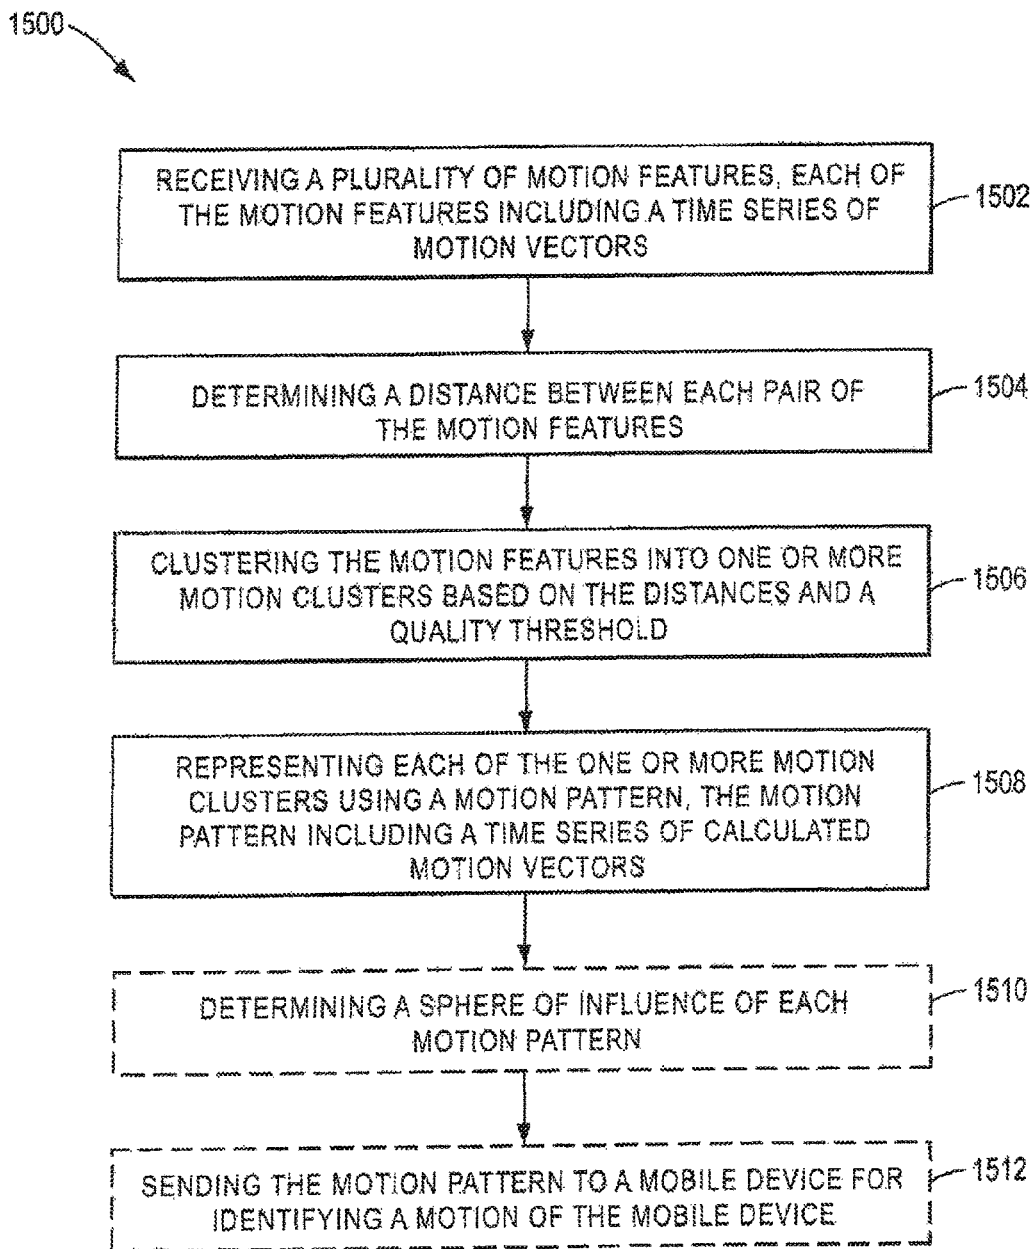 1500
RECEIVING A PLURALITY OF MOTION FEATURES, EACH OF
THE MOTION FEATURES INCLUDING A TIME SERIES OF
MOTION VECTORS
1502
DETERMINING A DISTANCE BETWEEN EACH PAIR OF
THE MOTION FEATURES
1504
CLUSTERING THE MOTION FEATURES INTO ONE OR MORE
MOTION CLUSTERS BASED ON THE DISTANCES AND A
QUALITY THRESHOLD
1506
REPRESENTING EACH OF THE ONE OR MORE MOTION
CLUSTERS USING A MOTION PATTERN, THE MOTION
PATTERN INCLUDING A TIME SERIES OF CALCULATED
MOTION VECTORS
1508
DETERMINING A SPHERE OF INFLUENCE OF EACH
MOTION PATTERN
1510
SENDING THE MOTION PATTERN TO A MOBILE DEVICE FOR
IDENTIFYING A MOTION OF THE MOBILE DEVICE
1512